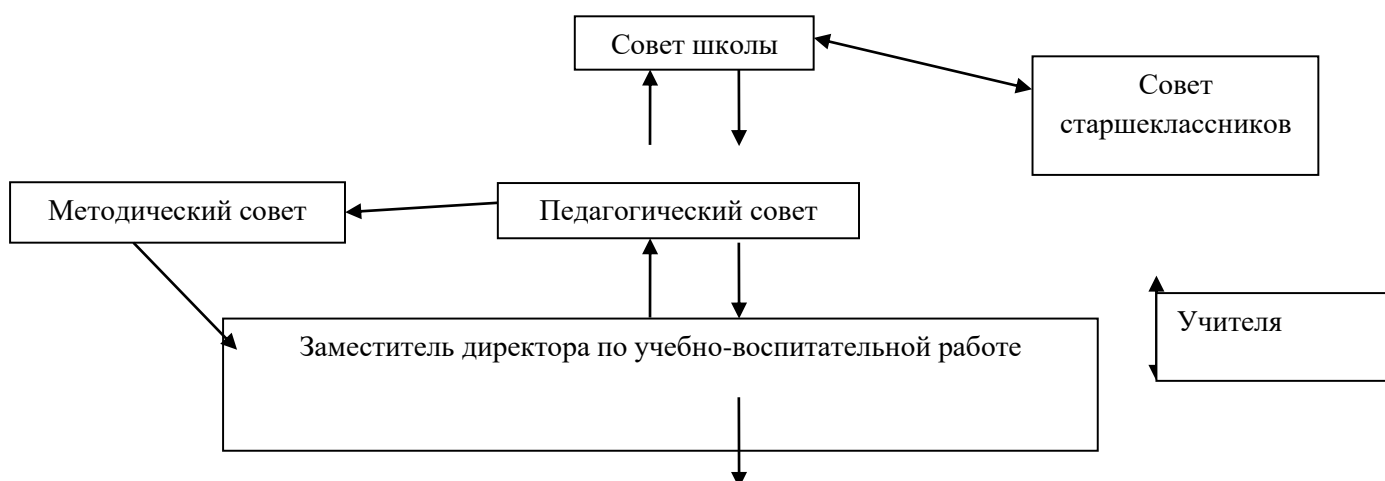 Совет школы
Совет
старшеклассников
Методический совет
Педагогический совет
Учителя
Заместитель директора по учебно-воспитательной работе